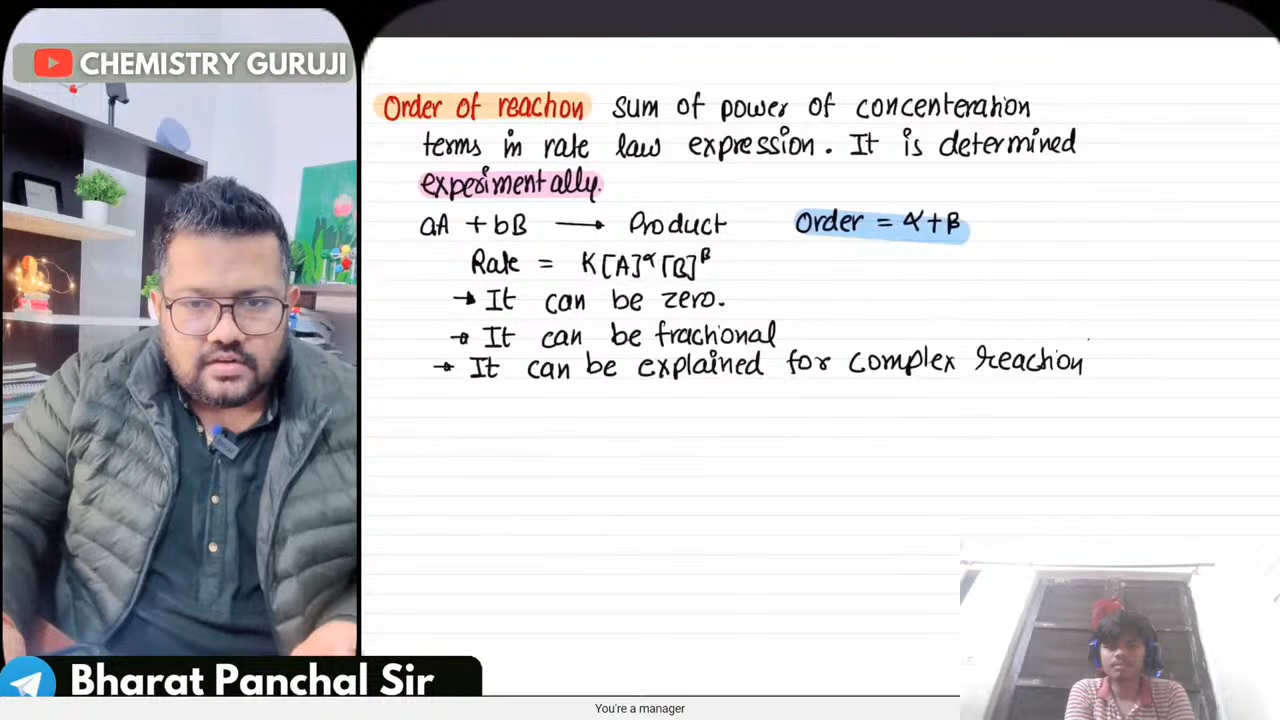 CHEMISTRY GURUJI
Order of reaction sum of power of concenteration
terms in rate law expression. It is determined
experimentally.
aA + bB → Product Order = α+β
Rate = K[A]^α [B]^β
→ It can be zero.
→ It can be fractional
→ It can be explained for complex reaction
Bharat Panchal Sir
You're a manager